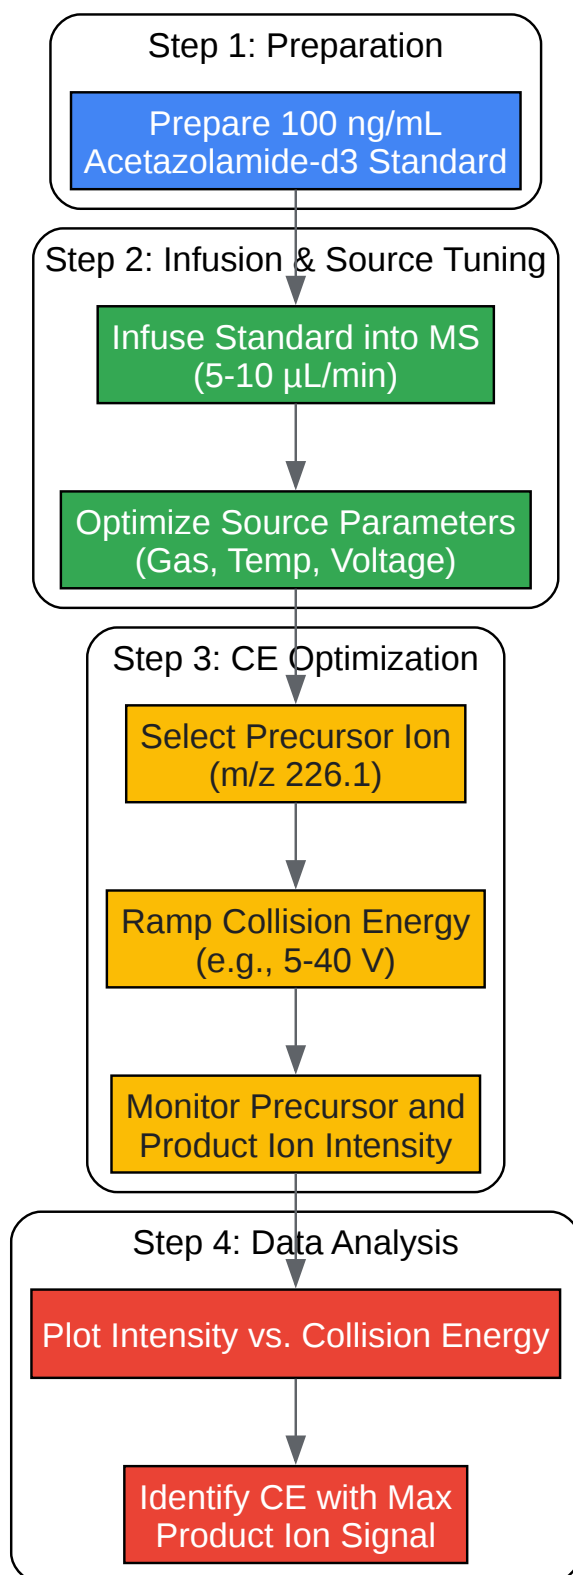 Step 1: Preparation
Prepare 100 ng/mL
Acetazolamide-d3 Standard
Step 2: Infusion & Source Tuning
Infuse Standard into MS
(5-10 µL/min)
Optimize Source Parameters
(Gas, Temp, Voltage)
Step 3: CE Optimization
Select Precursor Ion
(m/z 226.1)
Ramp Collision Energy
(e.g., 5-40 V)
Monitor Precursor and
Product Ion Intensity
Step 4: Data Analysis
Plot Intensity vs. Collision Energy
Identify CE with Max
Product Ion Signal